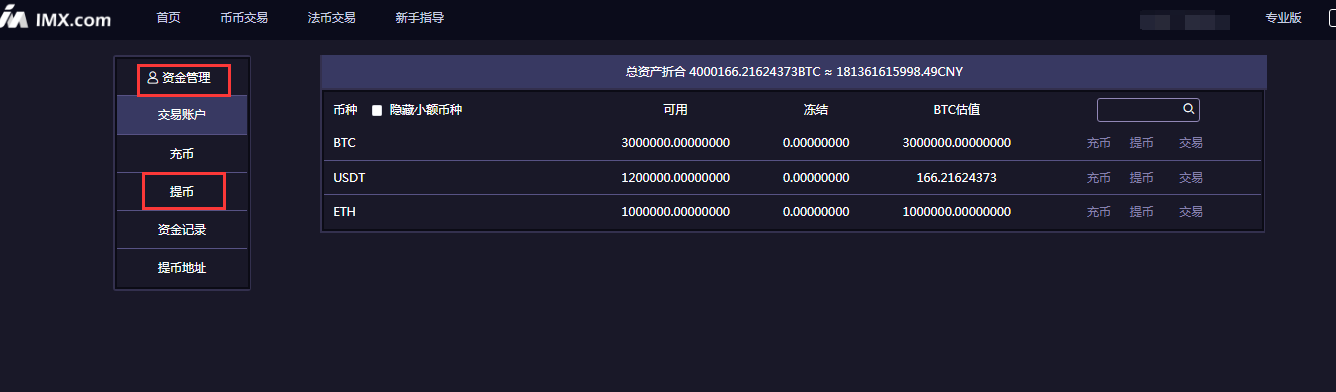 IMX.com 首页 币币交易 法币交易 新手指导 专业版
资金管理
交易账户
充币
提币
资金记录
提币地址
总资产折合 4000166.21624373BTC ≈ 181361615998.49CNY
币种 隐藏小额币种 可用 冻结 BTC估值
BTC 3000000.00000000 0.00000000 3000000.00000000 充币 提币 交易
USDT 1200000.00000000 0.00000000 166.21624373 充币 提币 交易
ETH 1000000.00000000 0.00000000 1000000.00000000 充币 提币 交易